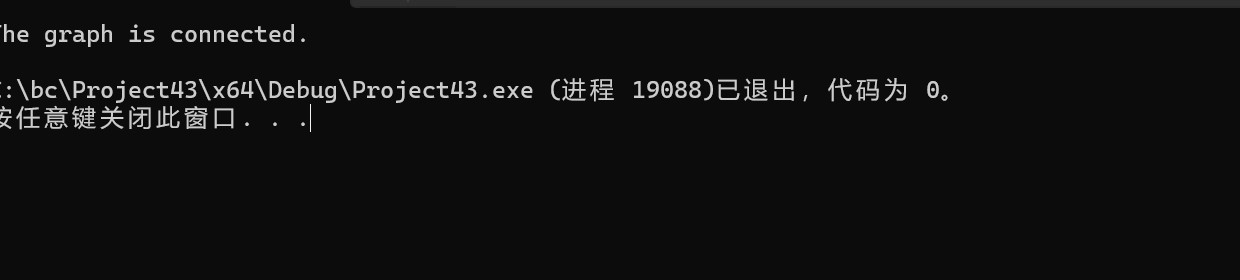 The graph is connected.
C:\bc\Project43\x64\Debug\Project43.exe (进程 19088)已退出，代码为 0。
按任意键关闭此窗口. . .